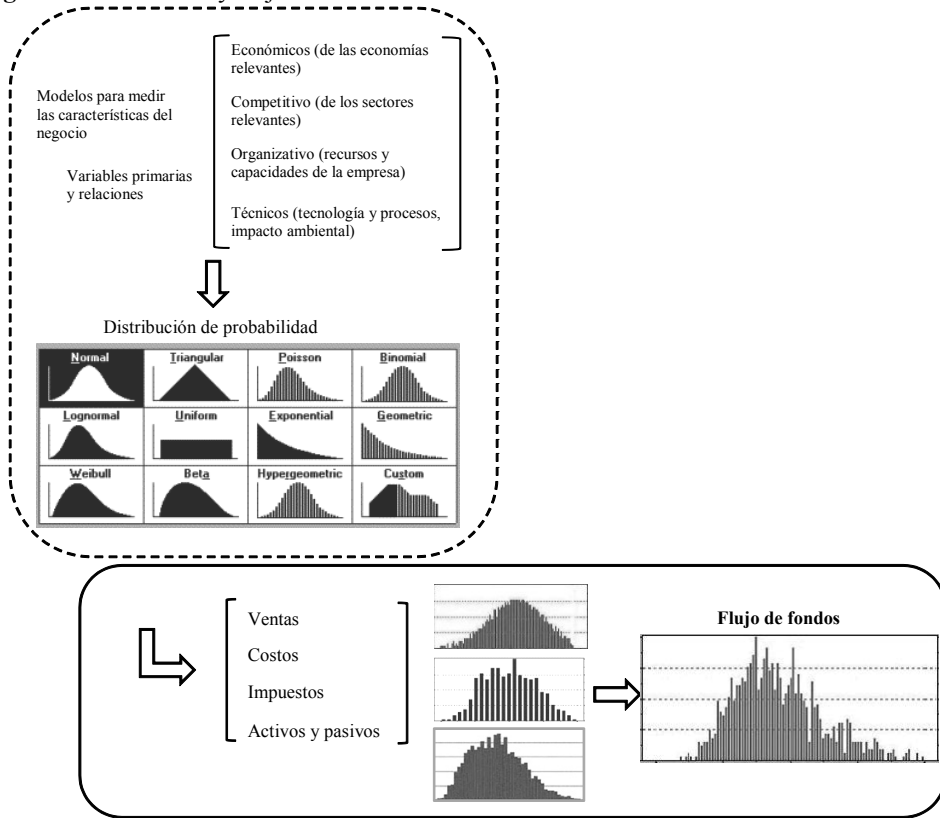 Económicos (de las economías
relevantes)
Modelos para medir
las características del
negocio
Competitivo (de los sectores
relevantes)
Organizativo (recursos y
capacidades de la empresa)
Variables primarias
y relaciones
Técnicos (tecnología y procesos,
impacto ambiental)
Distribución de probabilidad
Normal
Triangular
Poisson
Binomial
Lognormal
Uniform
Exponential
Geometric
Weibull
Beta
Hypergeometric
Custom
Ventas
Costos
Impuestos
Activos y pasivos
Flujo de fondos